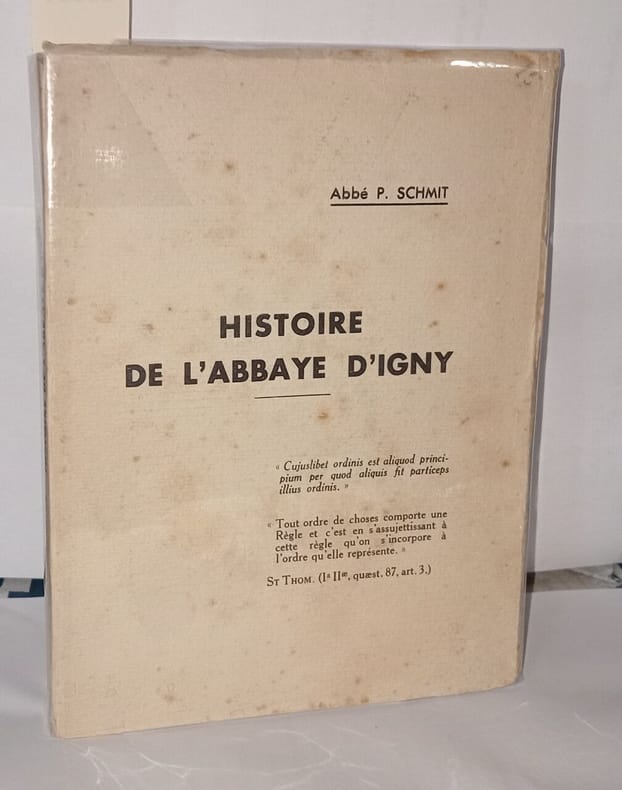 Abbé P. SCHMIT
HISTOIRE
DE L'ABBAYE D'IGNY
« Cujuslibet ordinis est aliquod princi-
pium per quod aliquis fit particeps
illius ordinis. »
« Tout ordre de choses comporte une
Règle et c'est en s'assujettissant à
cette règle qu'on s'incorpore à
l'ordre qu'elle représente. »
ST THOM. (Iª IIæ, quæst. 87, art. 3.)